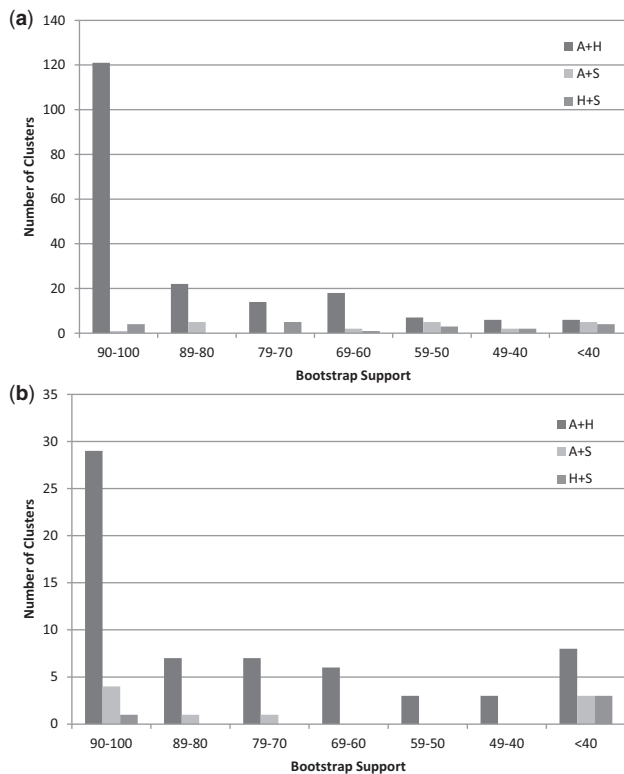 (a)
140
120
100
80
60
40
20
0
Number of Clusters
A+H
A+S
H+S
90-100 89-80 79-70 69-60 59-50 49-40 <40
Bootstrap Support
(b)
35
30
25
20
15
10
5
0
Number of Clusters
A+H
A+S
H+S
90-100 89-80 79-70 69-60 59-50 49-40 <40
Bootstrap Support